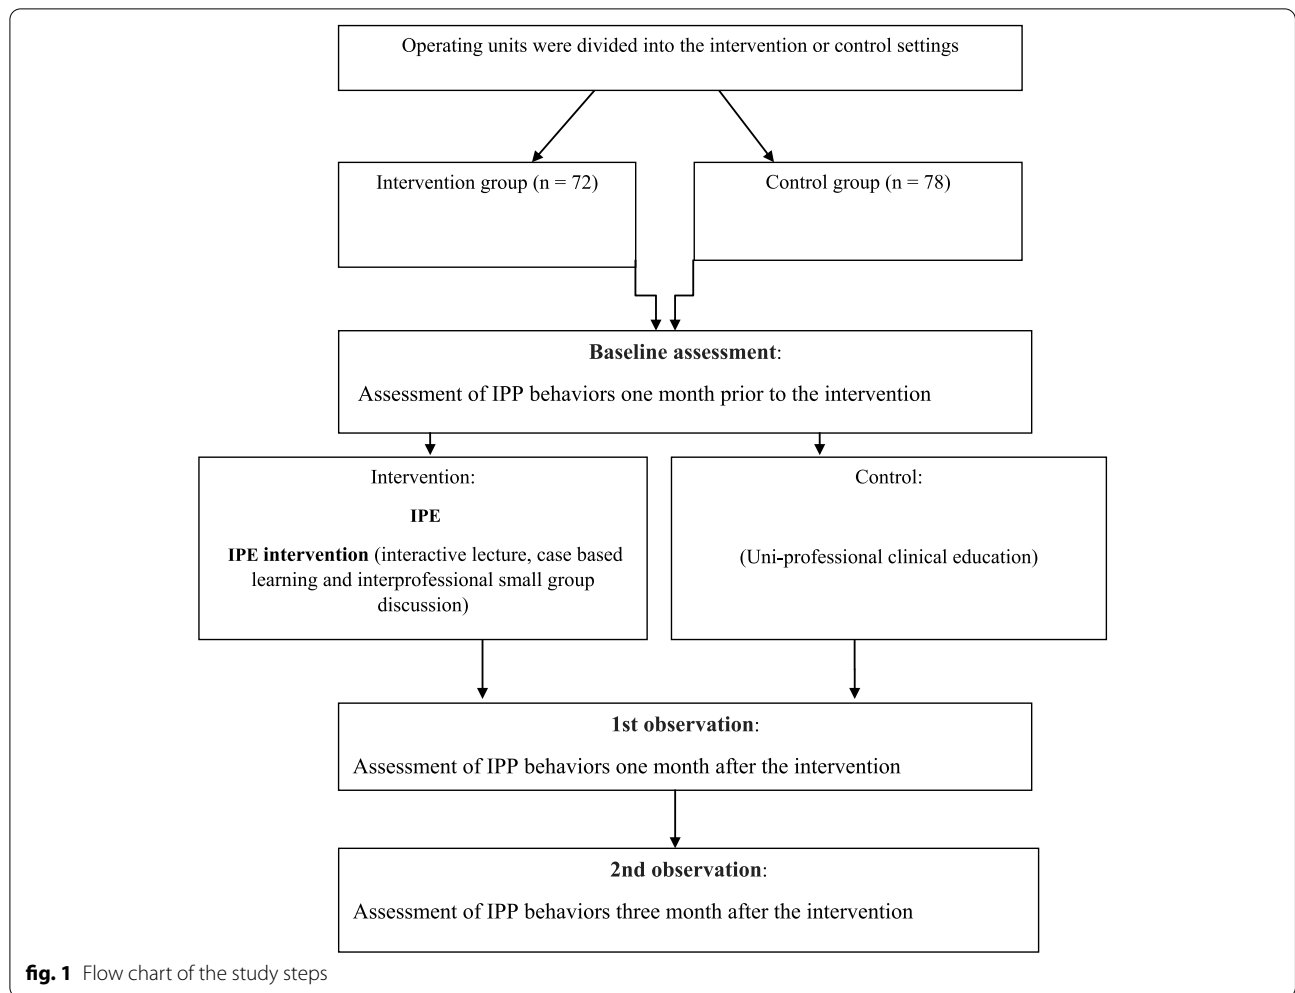 Operating units were divided into the intervention or control settings
Intervention group (n = 72)
Control group (n = 78)
Baseline assessment:
Assessment of IPP behaviors one month prior to the intervention
Intervention:
IPE
IPE intervention (interactive lecture, case based
learning and interprofessional small group
discussion)
Control:
(Uni-professional clinical education)
1st observation:
Assessment of IPP behaviors one month after the intervention
2nd observation:
Assessment of IPP behaviors three month after the intervention
fig. 1 Flow chart of the study steps